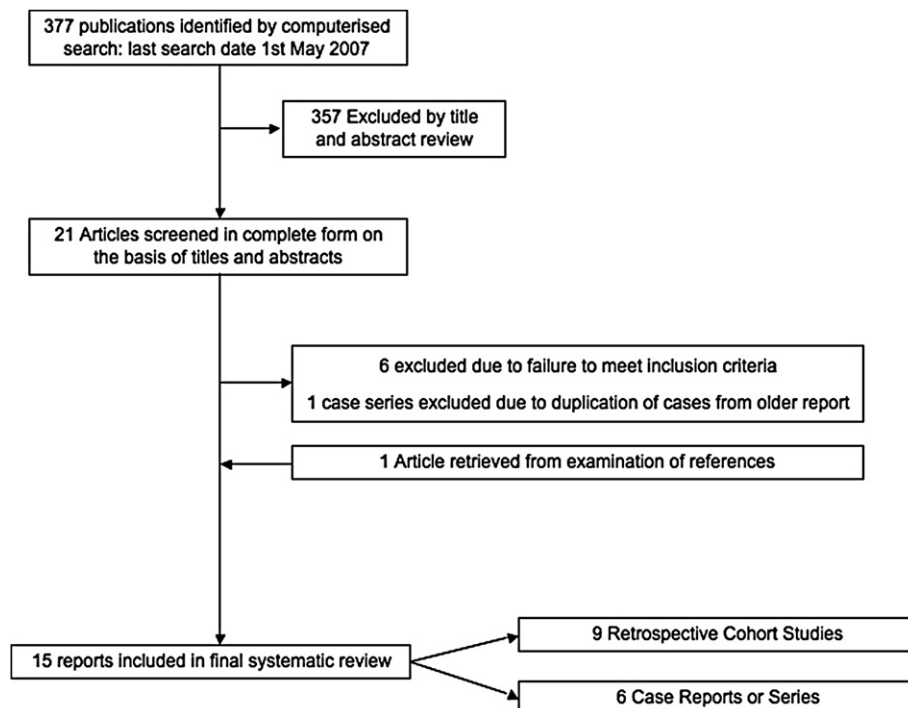 377 publications identified by computerised
search: last search date 1st May 2007
357 Excluded by title
and abstract review
21 Articles screened in complete form on
the basis of titles and abstracts
6 excluded due to failure to meet inclusion criteria
1 case series excluded due to duplication of cases from older report
1 Article retrieved from examination of references
15 reports included in final systematic review
9 Retrospective Cohort Studies
6 Case Reports or Series